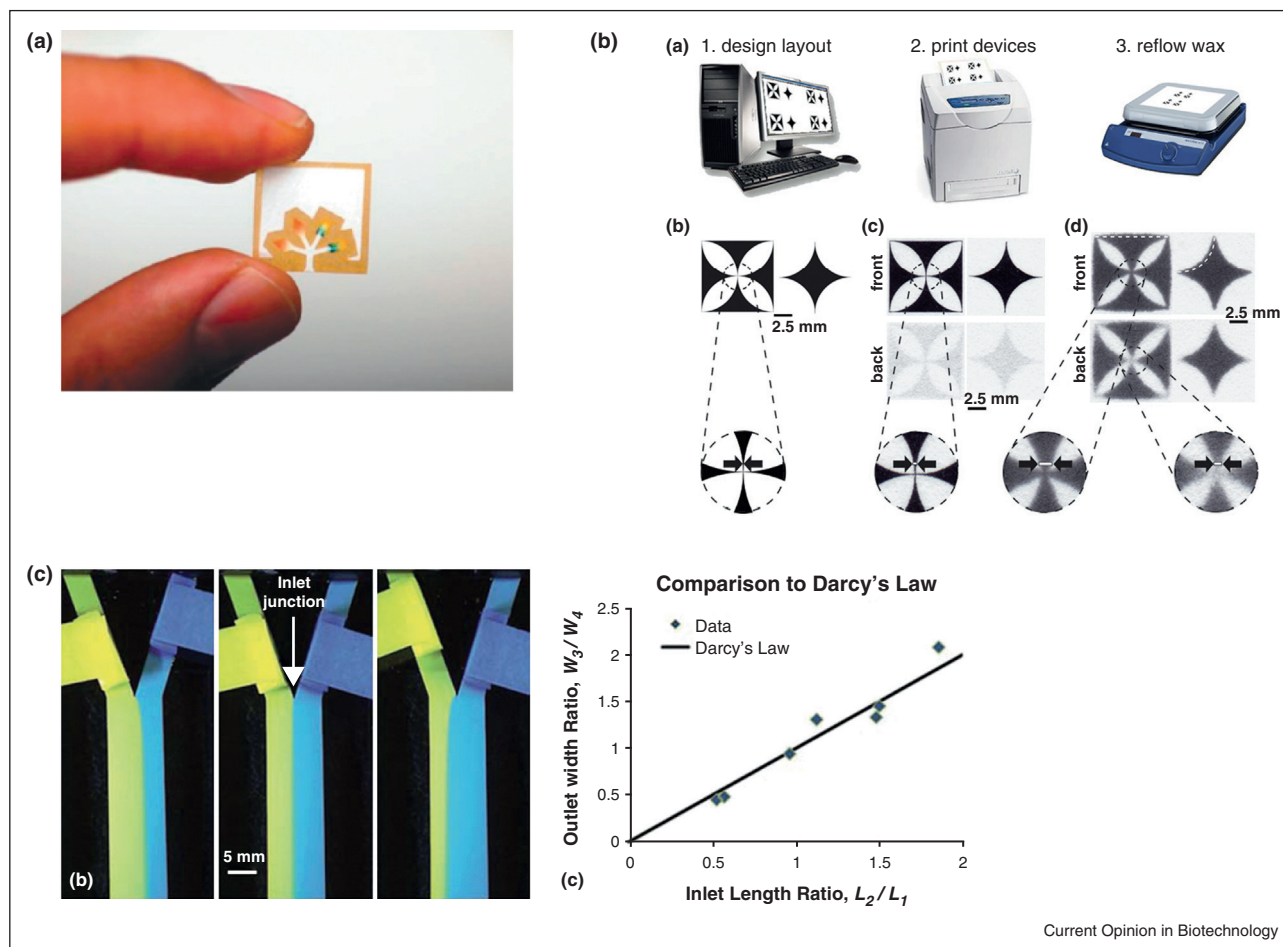 (a)
(b)
(a) 1. design layout
2. print devices
3. reflow wax
(b)
2.5 mm
(c)
front
back
2.5 mm
(d)
front
back
2.5 mm
(c)
Inlet
junction
5 mm
(b)
Comparison to Darcy's Law
Outlet width Ratio, W3/W4
2.5
2
1.5
1
0.5
0
Data
Darcy's Law
0 0.5 1 1.5 2
(c)
Inlet Length Ratio, L2/L1
Current Opinion in Biotechnology